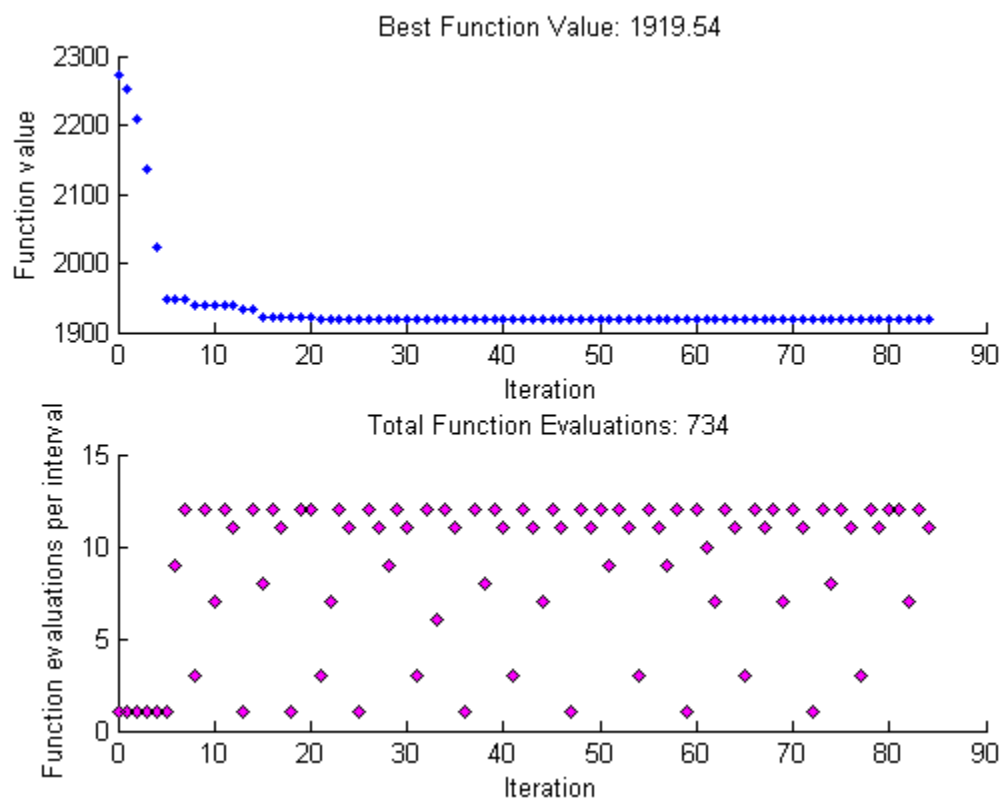 Best Function Value: 1919.54
Function value
2300
2200
2100
2000
1900
0 10 20 30 40 50 60 70 80 90
Iteration
Total Function Evaluations: 734
Function evaluations per interval
15
10
5
0
0 10 20 30 40 50 60 70 80 90
Iteration